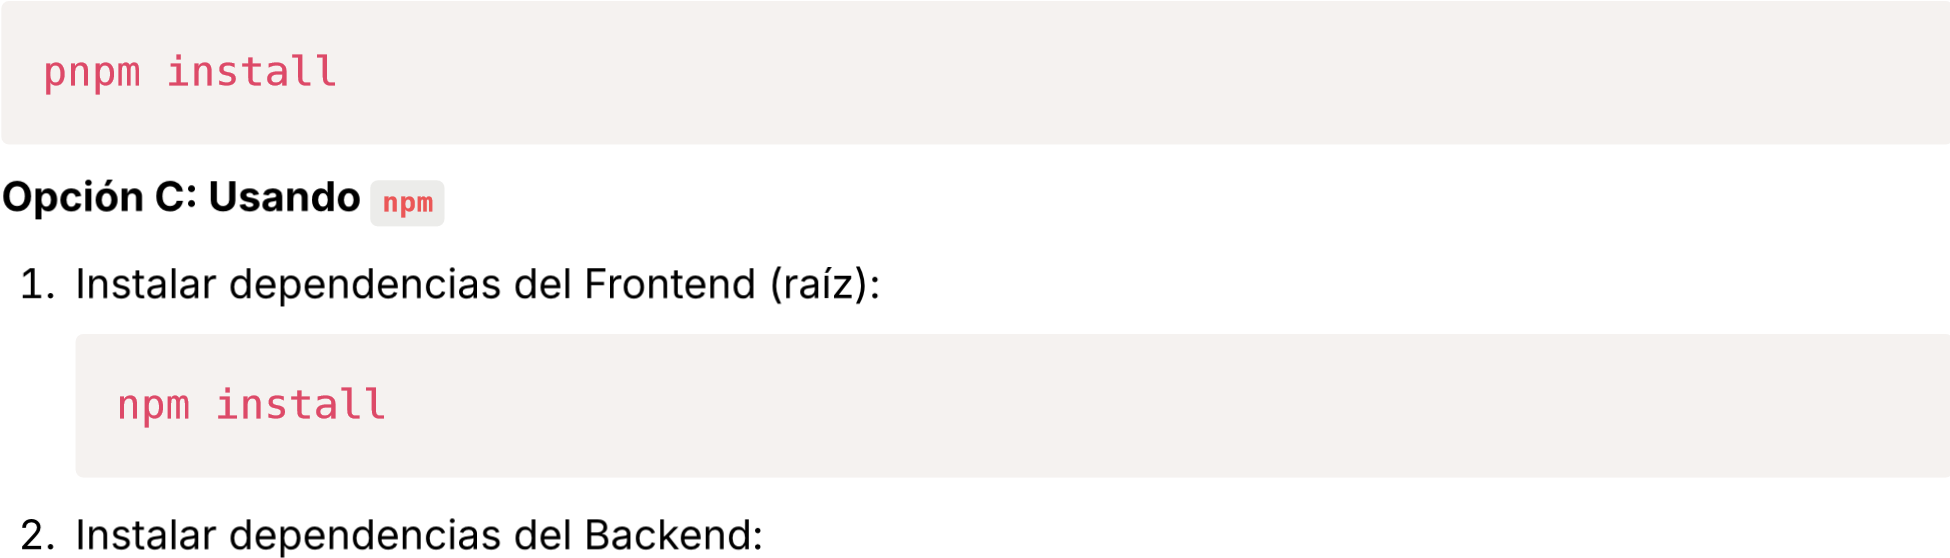 pnpm install
Opción C: Usando npm
1. Instalar dependencias del Frontend (raíz):
npm install
2. Instalar dependencias del Backend: